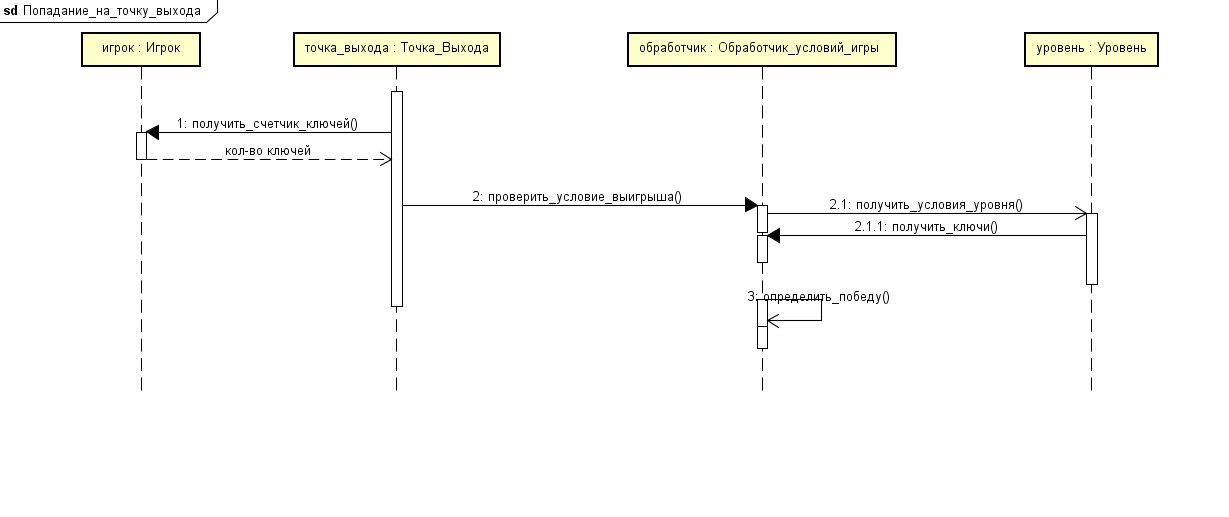 sd Попадание_на_точку_выхода
игрок : Игрок
точка_выхода : Точка_Выхода
обработчик : Обработчик_условий_игры
уровень : Уровень
1: получить_счетчик_ключей()
кол-во ключей
2: проверить_условие_выигрыша()
2.1: получить_условия_уровня()
2.1.1: получить_ключи()
3: определить_победу()